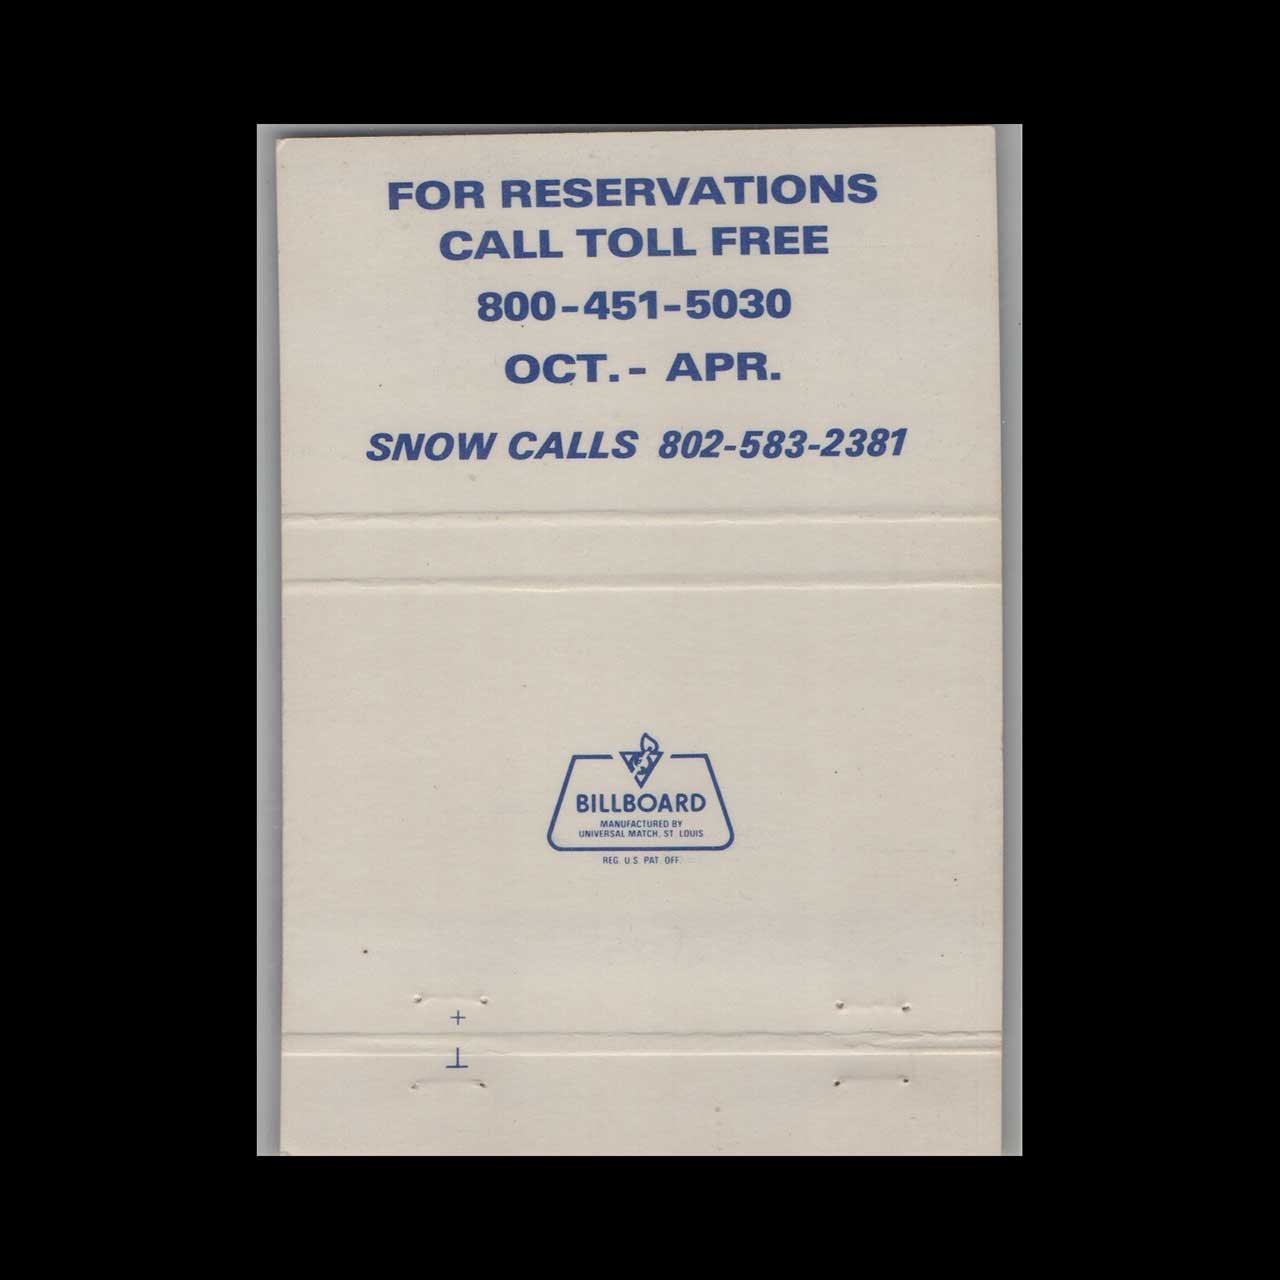 FOR RESERVATIONS
CALL TOLL FREE
800-451-5030
OCT.- APR.
SNOW CALLS 802-583-2381
BILLBOARD
MANUFACTURED BY
UNIVERSAL MATCH, ST. LOUIS
REG. U.S. PAT. OFF.